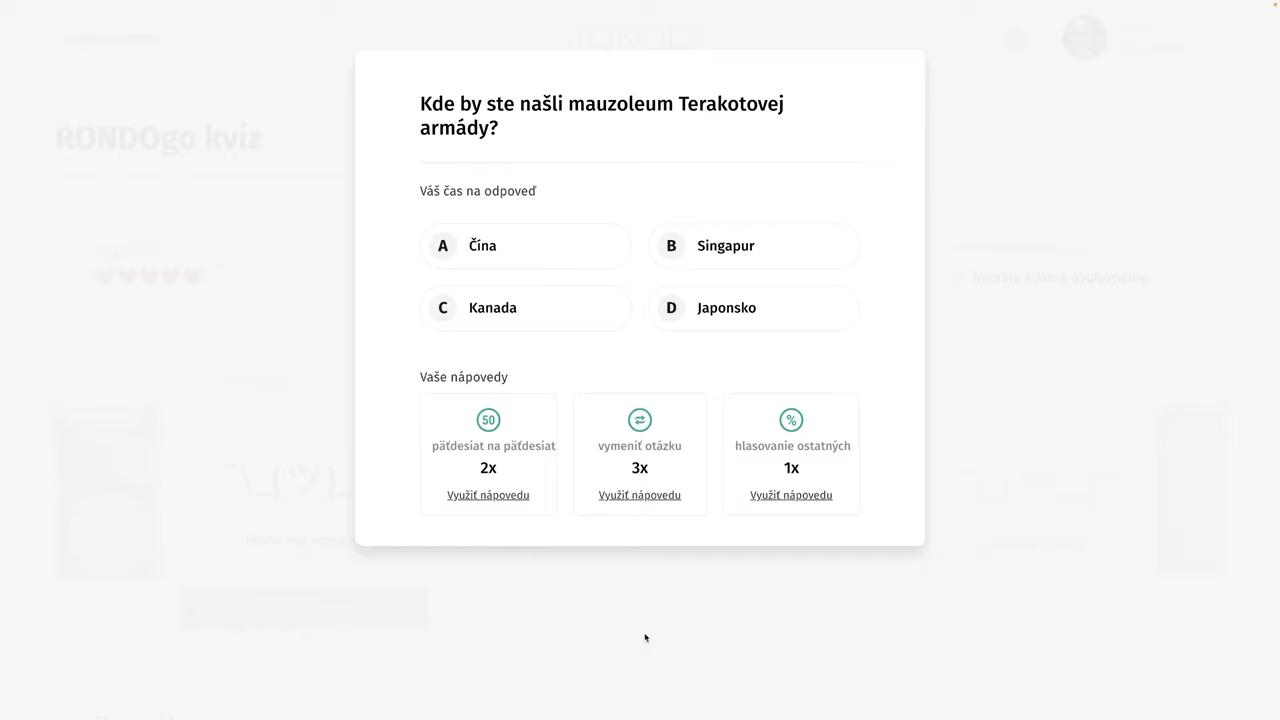 RONDOgo kvíz
Kde by ste našli mauzoleum Terakotovej
armády?
Váš čas na odpoveď
A Čína
B Singapur
C Kanada
D Japonsko
Vaše nápovedy
50
päťdesiat na päťdesiat
2x
Využiť nápovedu
vymeniť otázku
3x
Využiť nápovedu
%
hlasovanie ostatných
1x
Využiť nápovedu